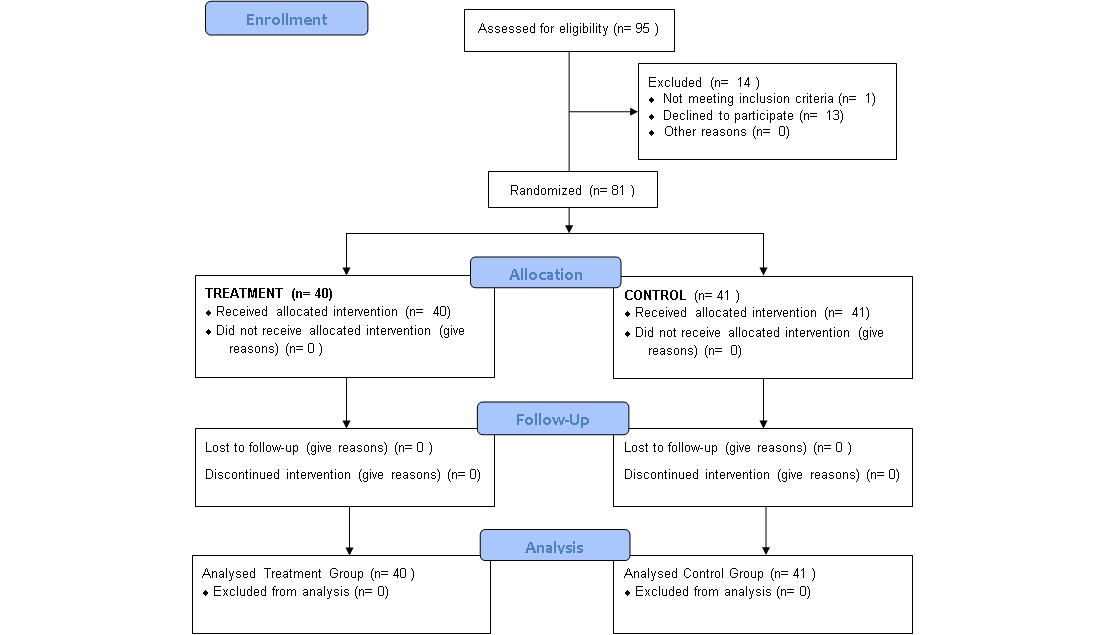 Enrollment
Assessed for eligibility (n= 95 )
Excluded (n= 14 )
◆ Not meeting inclusion criteria (n= 1)
◆ Declined to participate (n= 13)
◆ Other reasons (n= 0)
Randomized (n= 81 )
Allocation
TREATMENT (n= 40)
◆ Received allocated intervention (n= 40)
◆ Did not receive allocated intervention (give
reasons) (n= 0 )
CONTROL (n= 41 )
◆ Received allocated intervention (n= 41)
◆ Did not receive allocated intervention (give
reasons) (n= 0)
Follow-Up
Lost to follow-up (give reasons) (n= 0 )
Discontinued intervention (give reasons) (n= 0)
Lost to follow-up (give reasons) (n= 0 )
Discontinued intervention (give reasons) (n= 0)
Analysis
Analysed Treatment Group (n= 40 )
◆ Excluded from analysis (n= 0)
Analysed Control Group (n= 41 )
◆ Excluded from analysis (n= 0)